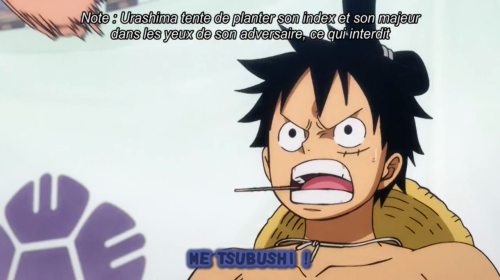 Note : Urashima tente de planter son index et son majeur
dans les yeux de son adversaire, ce qui interdit
ME TSUBUSHI !